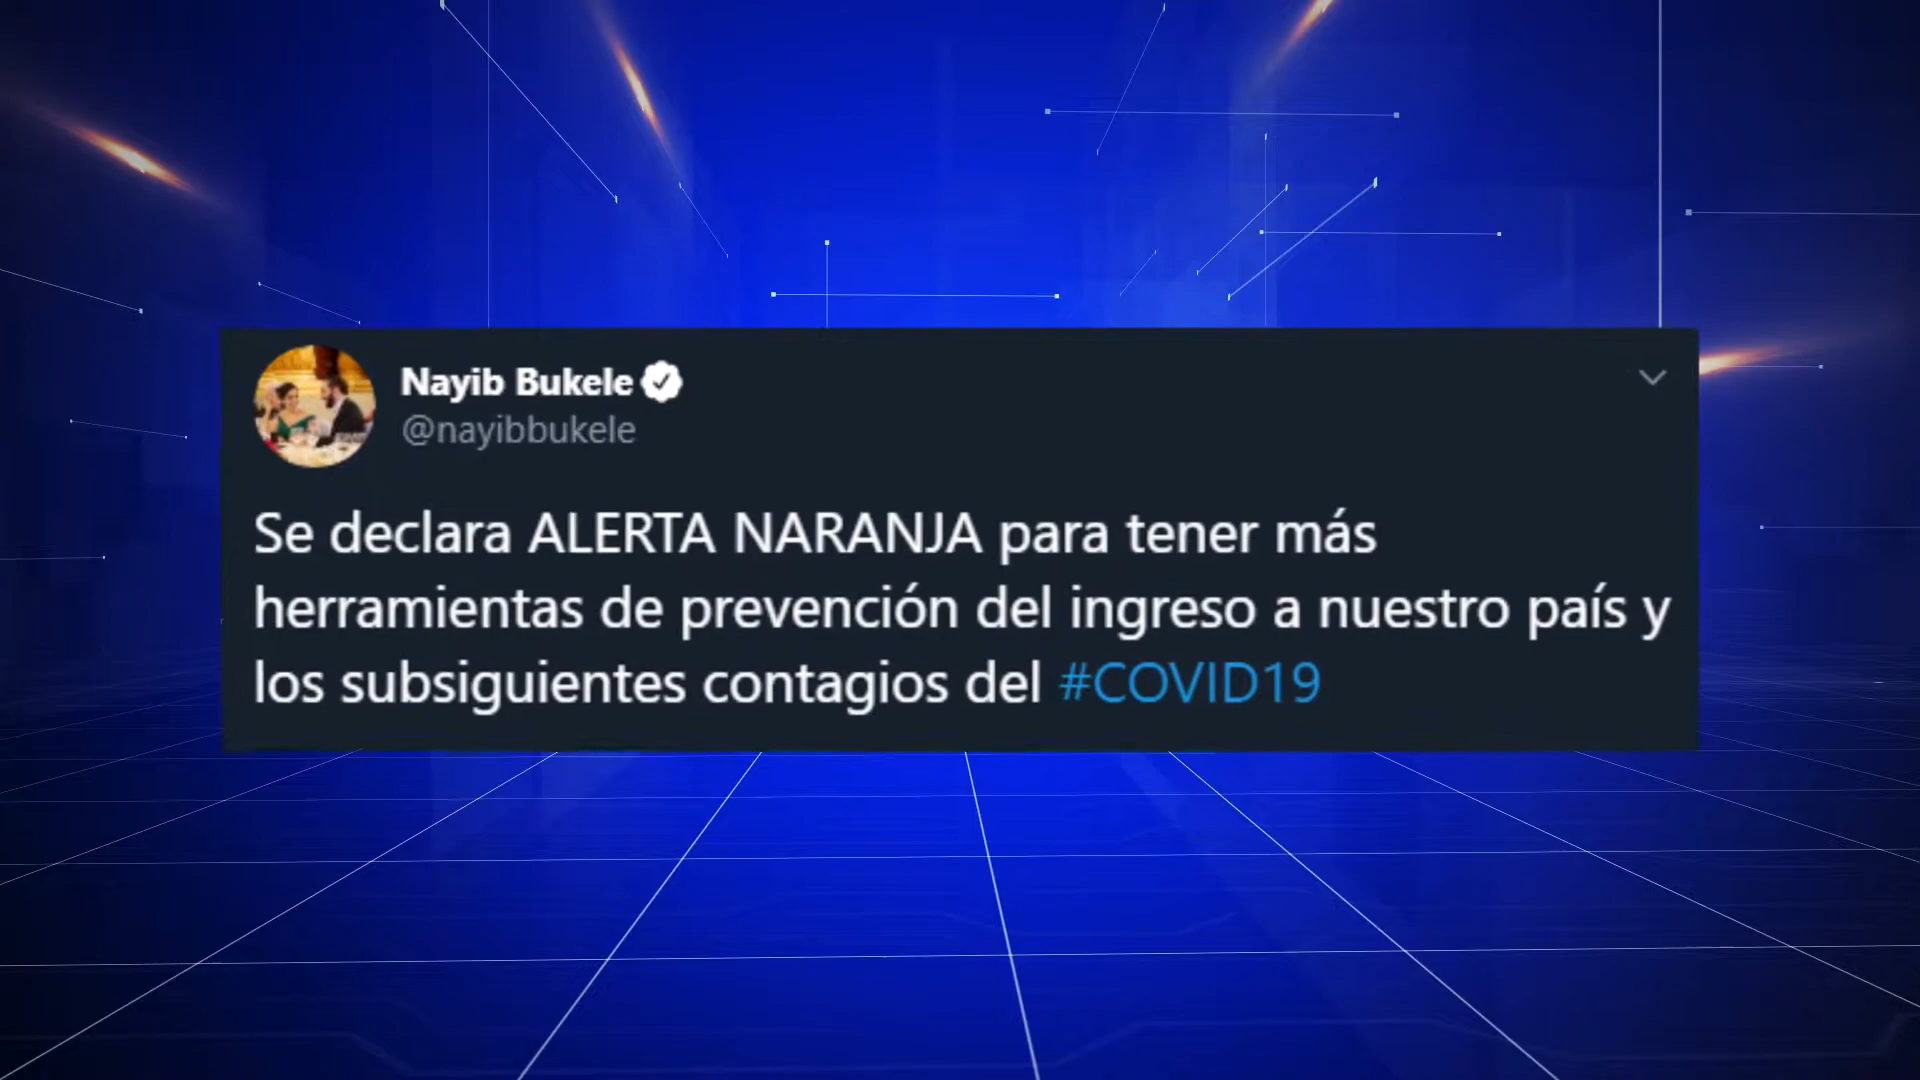 Nayib Bukele
@nayibbukele
Se declara ALERTA NARANJA para tener más
herramientas de prevención del ingreso a nuestro país y
los subsiguientes contagios del #COVID19